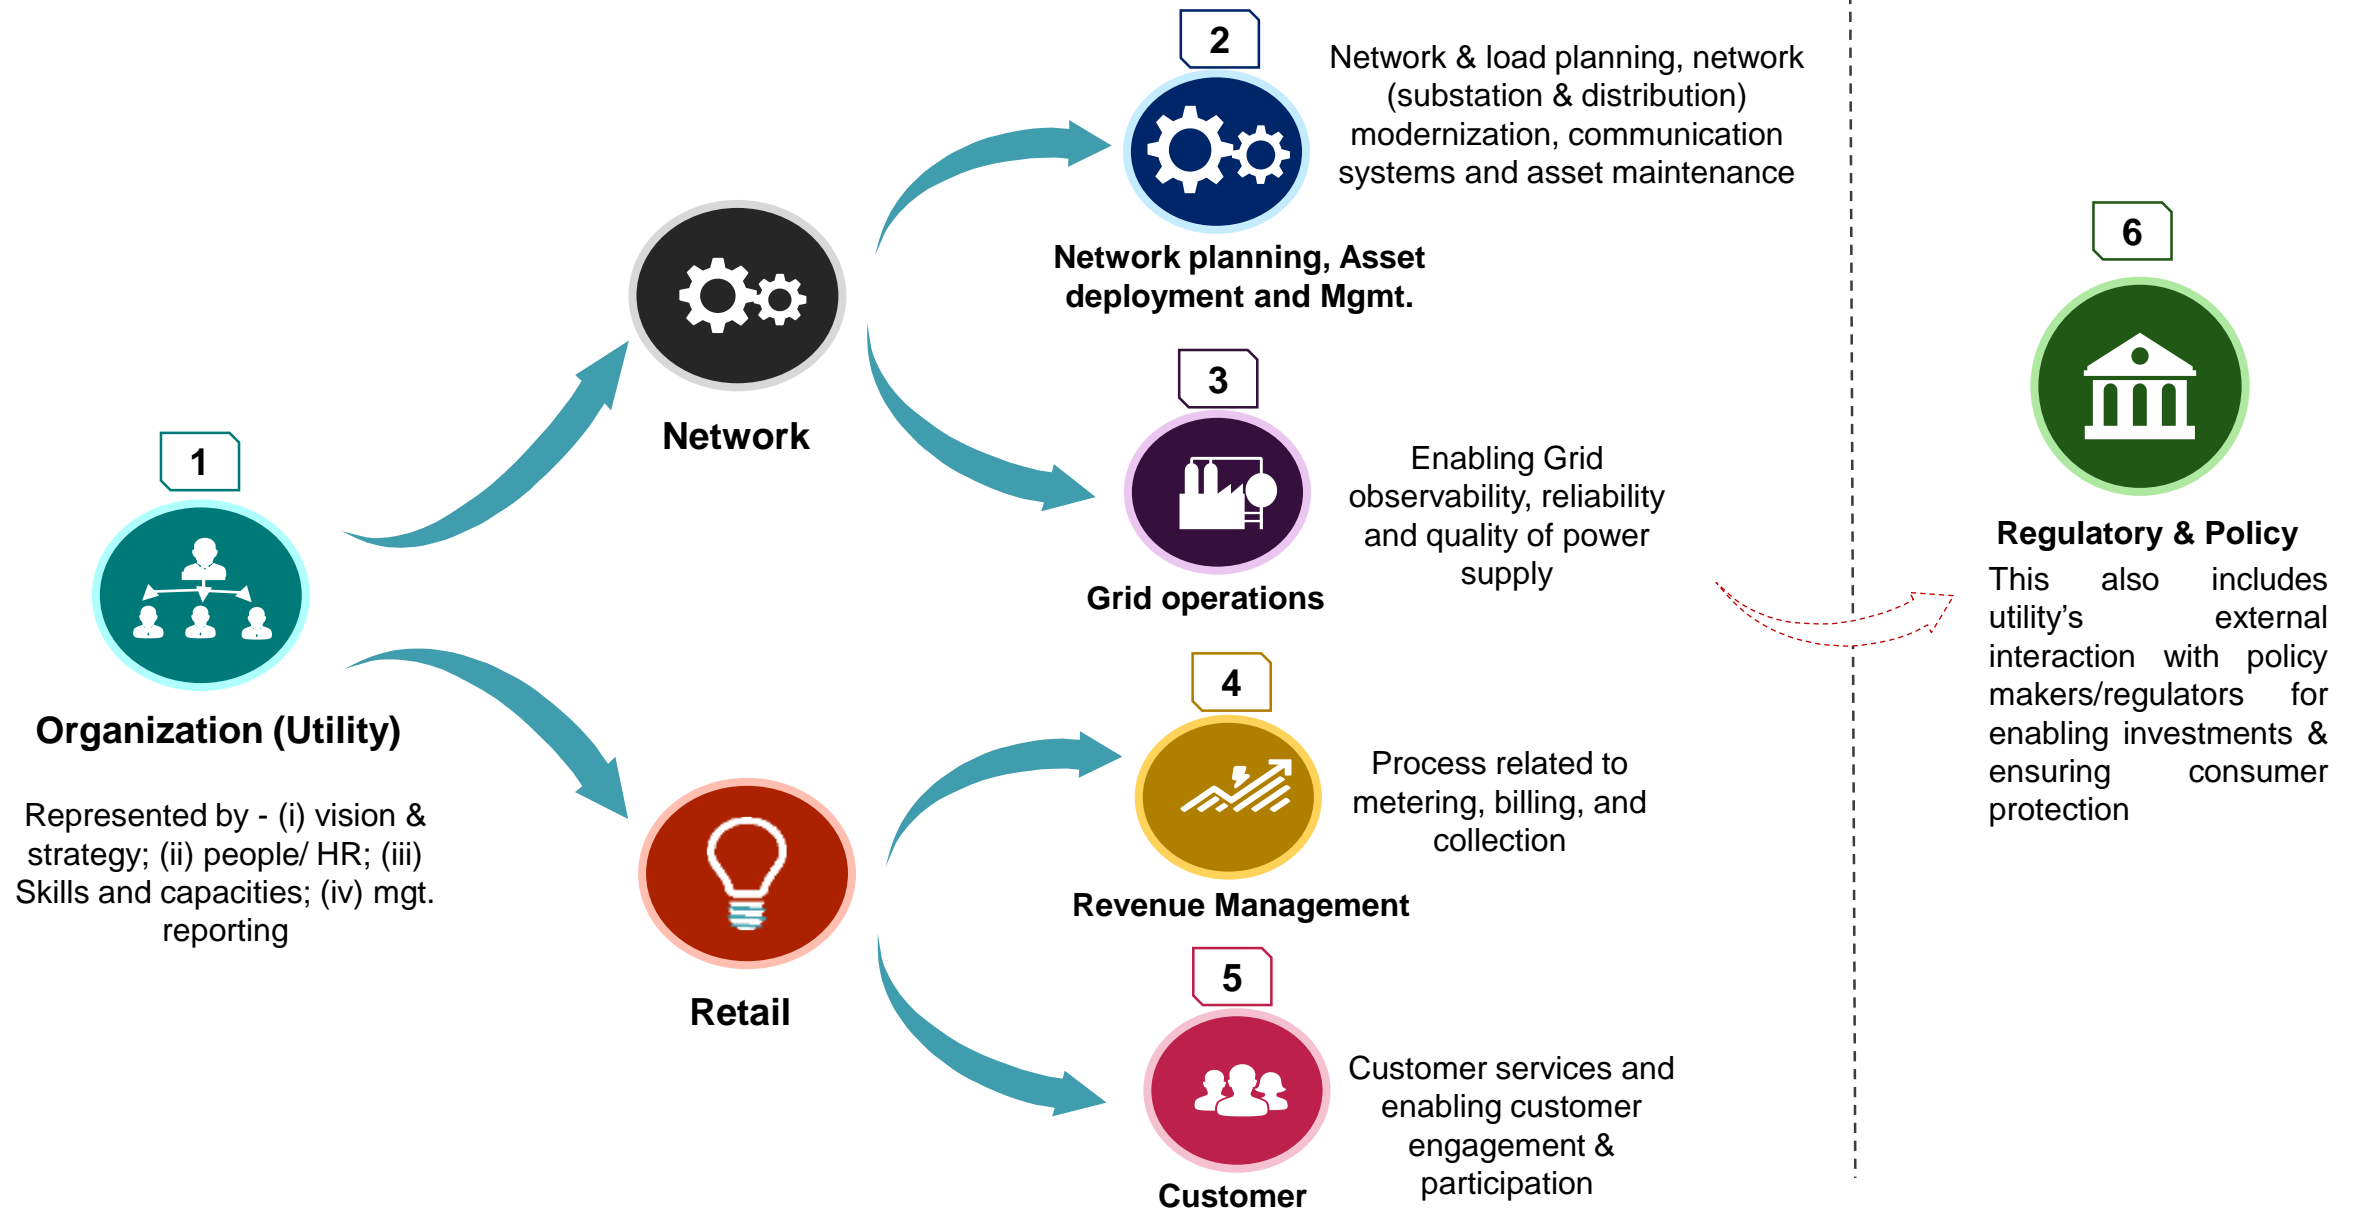 1
Organization (Utility)
Represented by - (i) vision &
strategy; (ii) people/ HR; (iii)
Skills and capacities; (iv) mgt.
reporting
Network
Retail
2
Network planning, Asset
deployment and Mgmt.
Network & load planning, network
(substation & distribution)
modernization, communication
systems and asset maintenance
3
Grid operations
Enabling Grid
observability, reliability
and quality of power
supply
4
Revenue Management
Process related to
metering, billing, and
collection
5
Customer
Customer services and
enabling customer
engagement &
participation
6
Regulatory & Policy
This also includes
utility’s external
interaction with policy
makers/regulators for
enabling investments &
ensuring consumer
protection